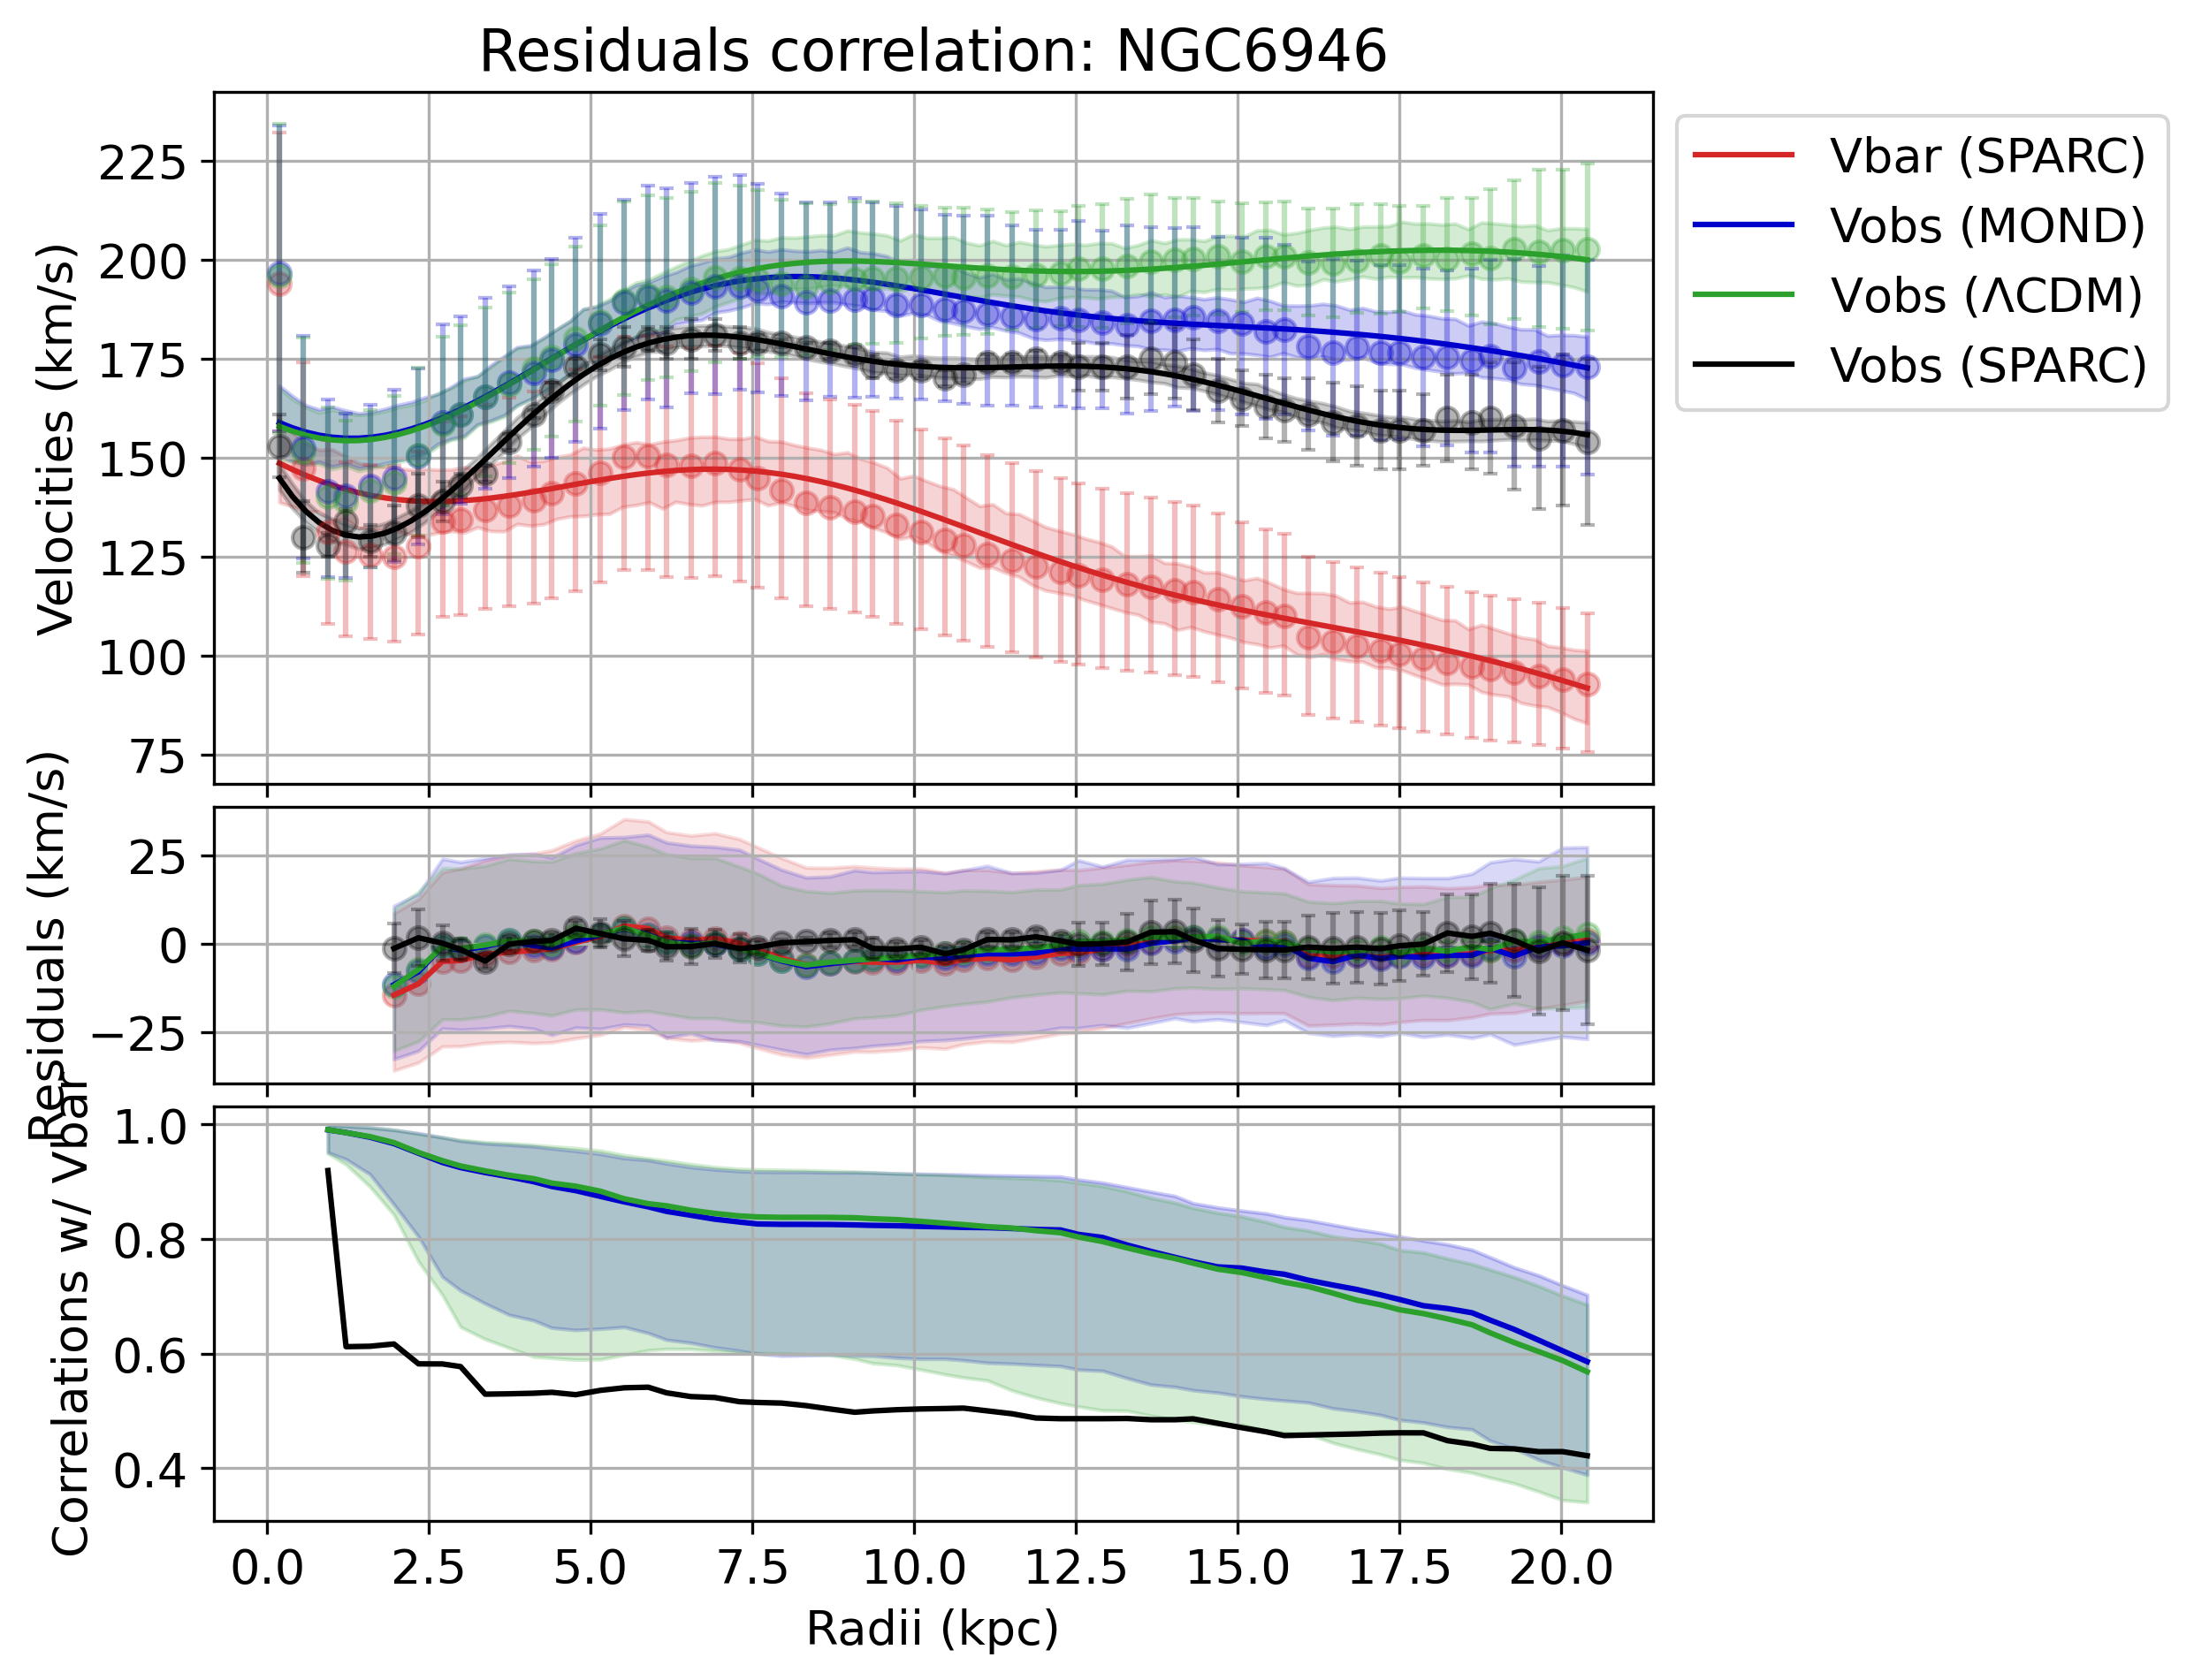 Residuals correlation: NGC6946
Velocities (km/s)
225
200
175
150
125
100
75
Vbar (SPARC)
Vobs (MOND)
Vobs (ΛCDM)
Vobs (SPARC)
Residuals (km/s)
25
0
−25
Correlations w/ Vbar
1.0
0.8
0.6
0.4
0.0 2.5 5.0 7.5 10.0 12.5 15.0 17.5 20.0
Radii (kpc)